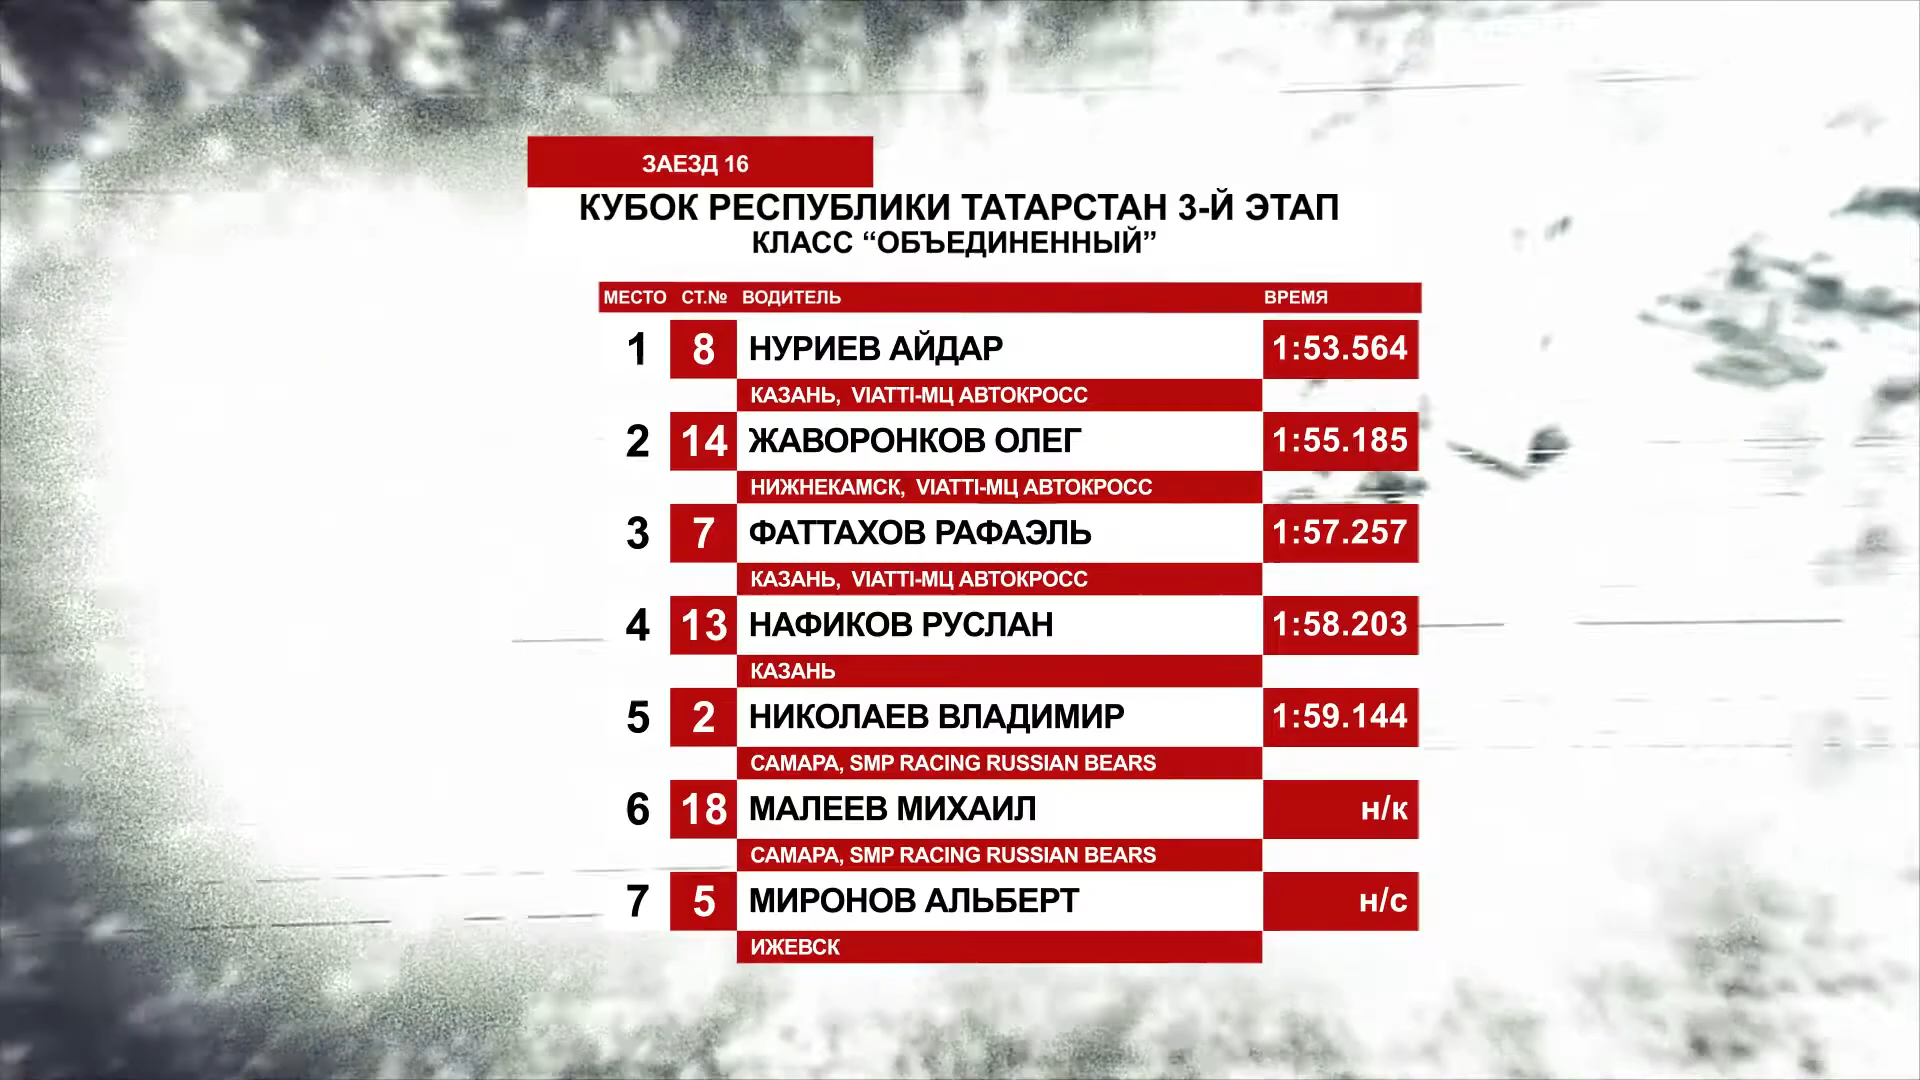 ЗАЕЗД 16
КУБОК РЕСПУБЛИКИ ТАТАРСТАН 3-Й ЭТАП
КЛАСС “ОБЪЕДИНЕННЫЙ”
МЕСТО СТ.№ ВОДИТЕЛЬ ВРЕМЯ
1 8 НУРИЕВ АЙДАР 1:53.564
КАЗАНЬ, VIATTI-МЦ АВТОКРОСС
2 14 ЖАВОРОНКОВ ОЛЕГ 1:55.185
НИЖНЕКАМСК, VIATTI-МЦ АВТОКРОСС
3 7 ФАТТАХОВ РАФАЭЛЬ 1:57.257
КАЗАНЬ, VIATTI-МЦ АВТОКРОСС
4 13 НАФИКОВ РУСЛАН 1:58.203
КАЗАНЬ
5 2 НИКОЛАЕВ ВЛАДИМИР 1:59.144
САМАРА, SMP RACING RUSSIAN BEARS
6 18 МАЛЕЕВ МИХАИЛ н/к
САМАРА, SMP RACING RUSSIAN BEARS
7 5 МИРОНОВ АЛЬБЕРТ н/с
ИЖЕВСК